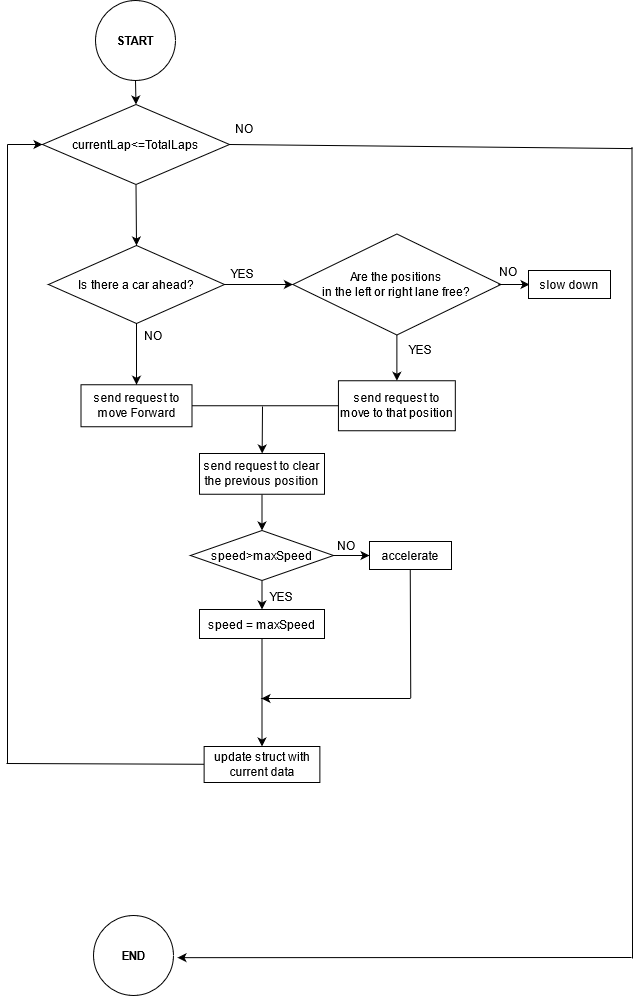 START
currentLap<=TotalLaps
NO
Is there a car ahead?
YES
Are the positions
in the left or right lane free?
NO
slow down
NO
YES
send request to
move Forward
send request to
move to that position
send request to clear
the previous position
speed>maxSpeed
NO
accelerate
YES
speed = maxSpeed
update struct with
current data
END